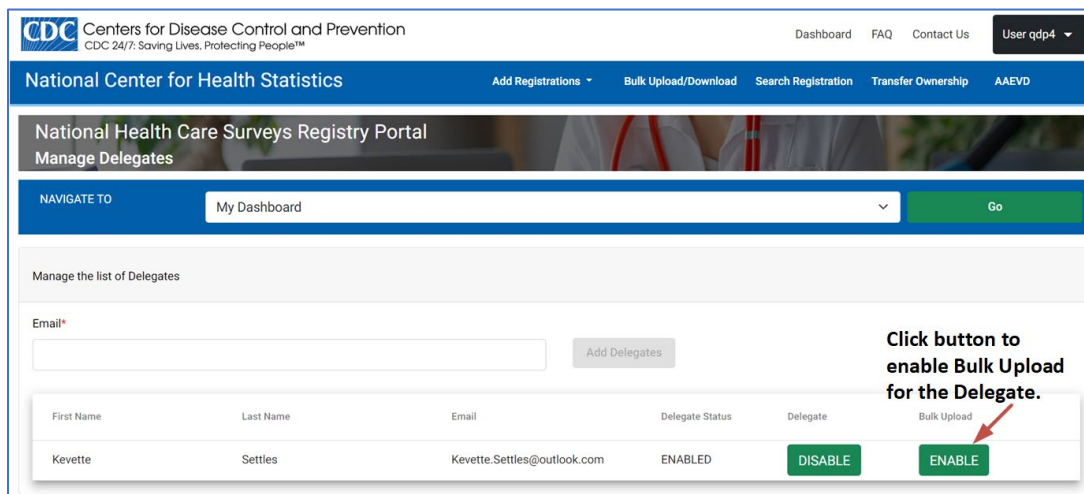 CDC Centers for Disease Control and Prevention
CDC 24/7: Saving Lives. Protecting People™
Dashboard FAQ Contact Us User qdp4
National Center for Health Statistics Add Registrations Bulk Upload/Download Search Registration Transfer Ownership AAEVD
National Health Care Surveys Registry Portal
Manage Delegates
NAVIGATE TO My Dashboard Go
Manage the list of Delegates
Email*
Add Delegates
Click button to
enable Bulk Upload
for the Delegate.
First Name Last Name Email Delegate Status Delegate Bulk Upload
Kevette Settles Kevette.Settles@outlook.com ENABLED DISABLE ENABLE